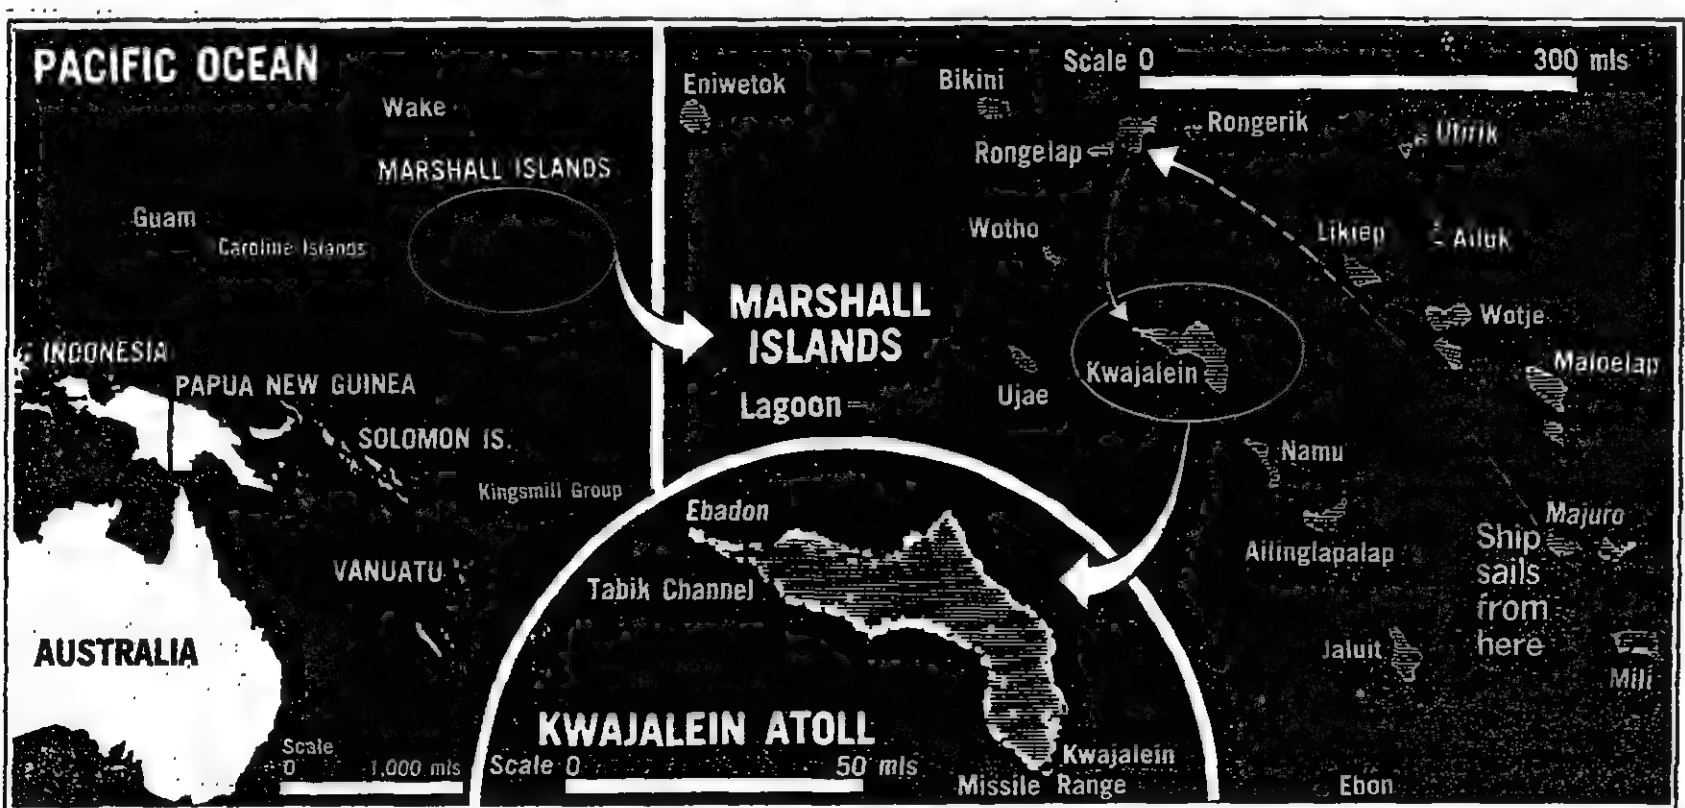 PACIFIC OCEAN
Wake
MARSHALL ISLANDS
Guam
Caroline Islands
INDONESIA
PAPUA NEW GUINEA
SOLOMON IS.
Kingsmill Group
VANUATU
AUSTRALIA
Scale
0 1,000 mls
Scale 0 300 mls
Eniwetok
Bikini
Rongelap
Rongerik
Utirik
Wotho
Likiep
Ailuk
MARSHALL
ISLANDS
Lagoon
Wotje
Maloelap
Kwajalein
Ujae
Namu
Ailinglapalap
Majuro
Ship
sails
from
here
Jaluit
Mili
Ebon
Ebadon
Tabik Channel
KWAJALEIN ATOLL
Scale 0 50 mls
Kwajalein
Missile Range